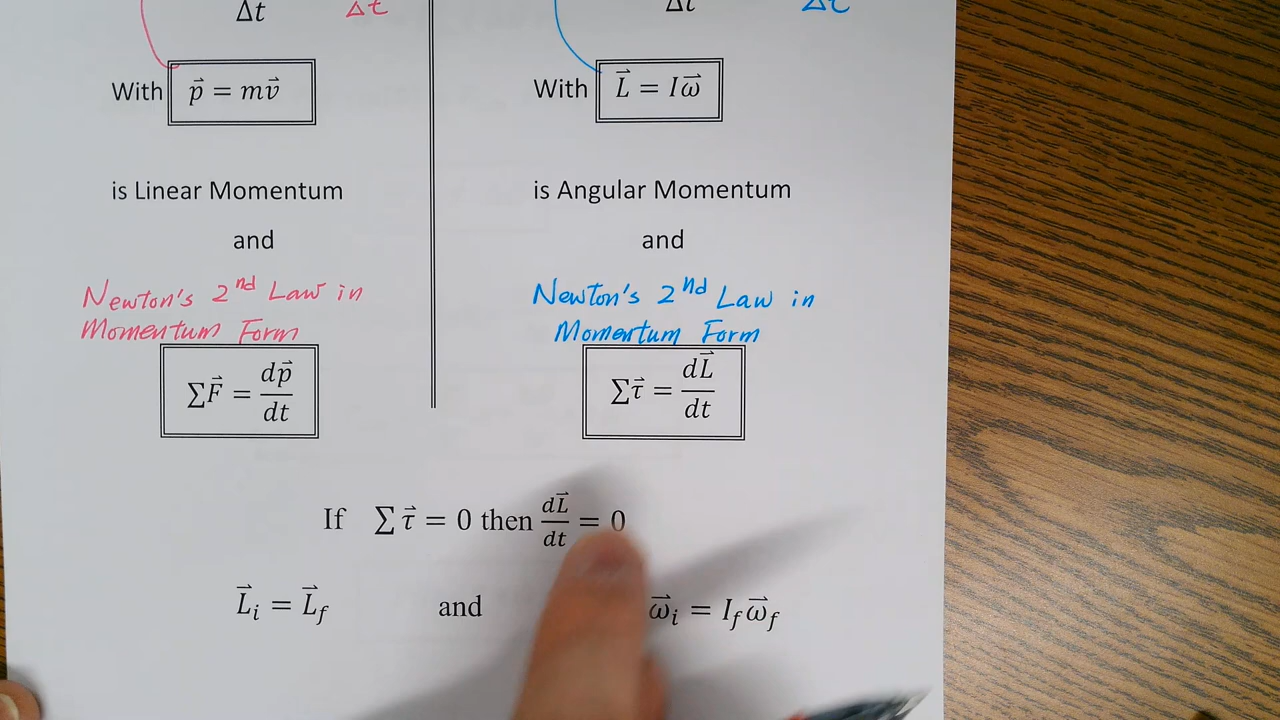 Δt Δt
With p⃗ = mv⃗
is Linear Momentum
and
Newton's 2nd Law in
Momentum Form
ΣF⃗ = dp⃗/dt
Δt Δt
With L⃗ = Iω⃗
is Angular Momentum
and
Newton's 2nd Law in
Momentum Form
Στ⃗ = dL⃗/dt
If Στ⃗ = 0 then dL⃗/dt = 0
L⃗i = L⃗f and ω⃗i = Ifω⃗f